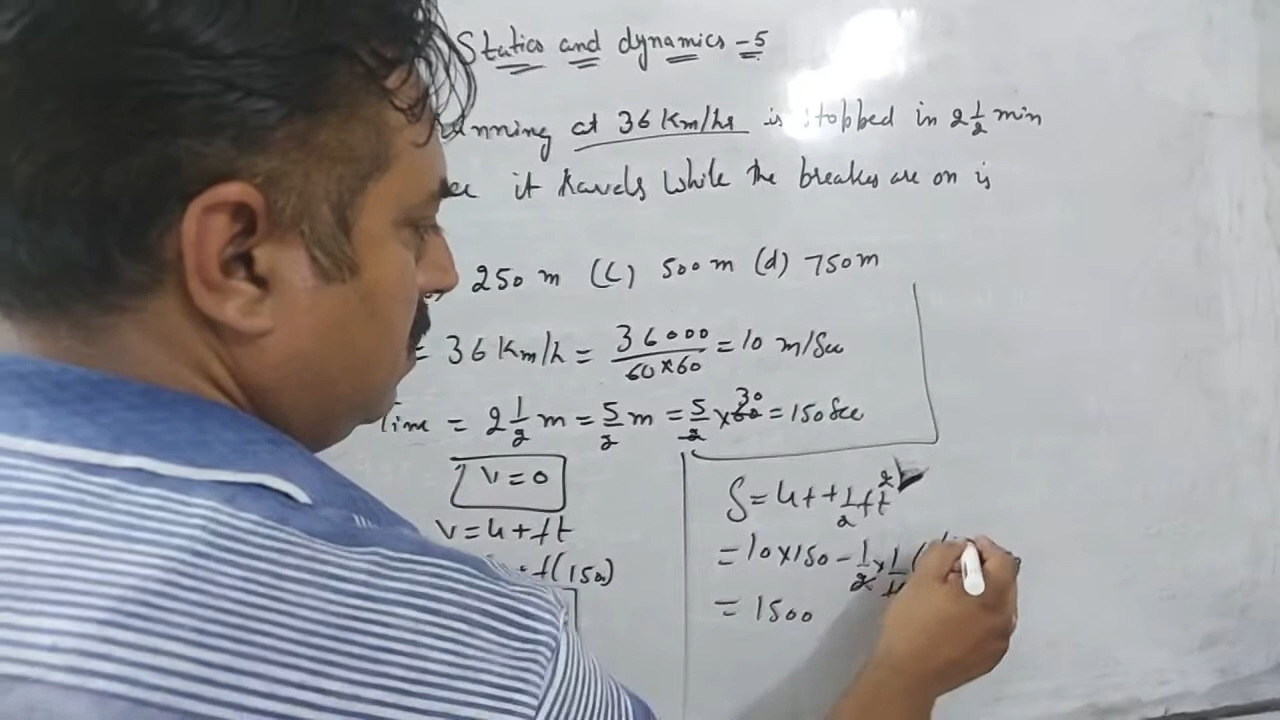 Statics and dynamics - 5
at 36 Km/hr is stopped in 2 1/2 min
it travels while the breakes are on is
250 m (C) 500 m (d) 750 m
= 36 Km/h = 36000/60×60 = 10 m/Sec
Time = 2 1/2 m = 5/2 m = 5/2 × 60 30 = 150 Sec
V = 0
V = u + ft
f(150)
S = ut + 1/2 ft²
= 10×150 - 1/2 × 1/
= 1500